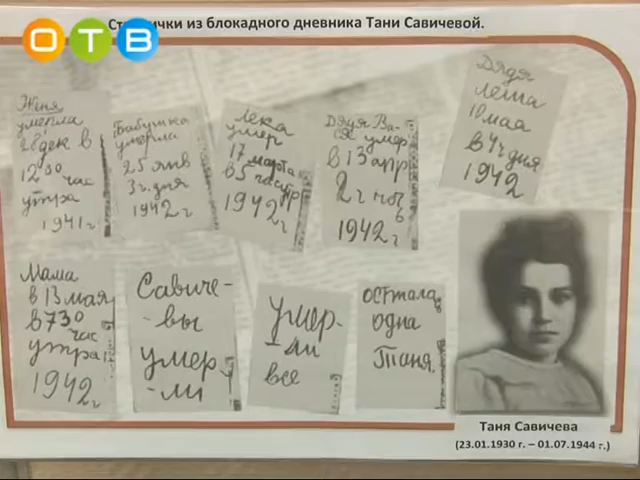 ОТВ
Странички из блокадного дневника Тани Савичевой.
Женя
умерла
28 дек в
12 00 час
утра
1941 г
Бабушка
умерла
25 янв
3 ч. дня
1942 г
Лека
умер
17 марта
в 5 час утр
1942 г
Дядя Ва-
ся умер
в 13 апр
2 ч ноч
1942 г
Дядя
Леша
10 мая
в 4 ч дня
1942
Мама
в 13 мая
в 7 30
час
утра
1942 г
Савиче-
-вы
умер
-ли
умер-
-ли
все
осттала
одна
Таня.
Таня Савичева
(23.01.1930 г. – 01.07.1944 г.)